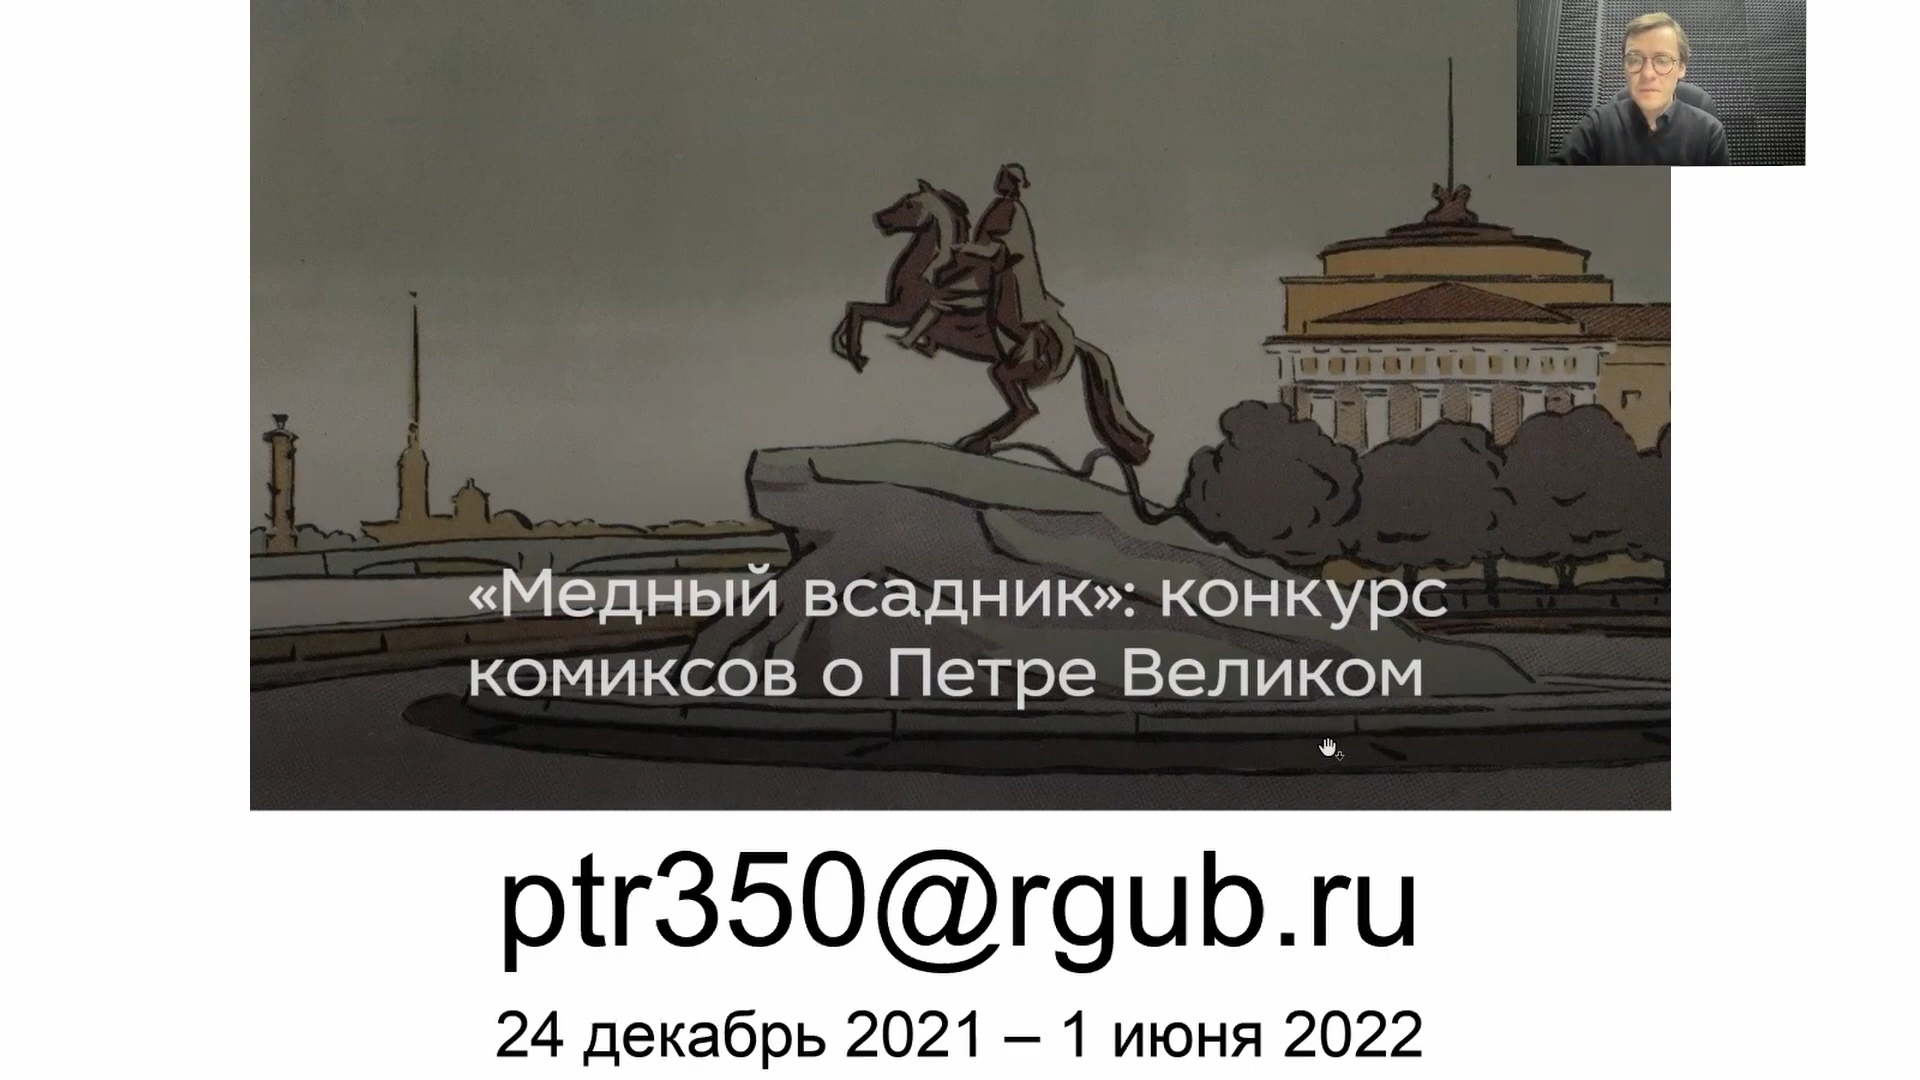 «Медный всадник»: конкурс
комиксов о Петре Великом
ptr350@rgub.ru
24 декабрь 2021 – 1 июня 2022